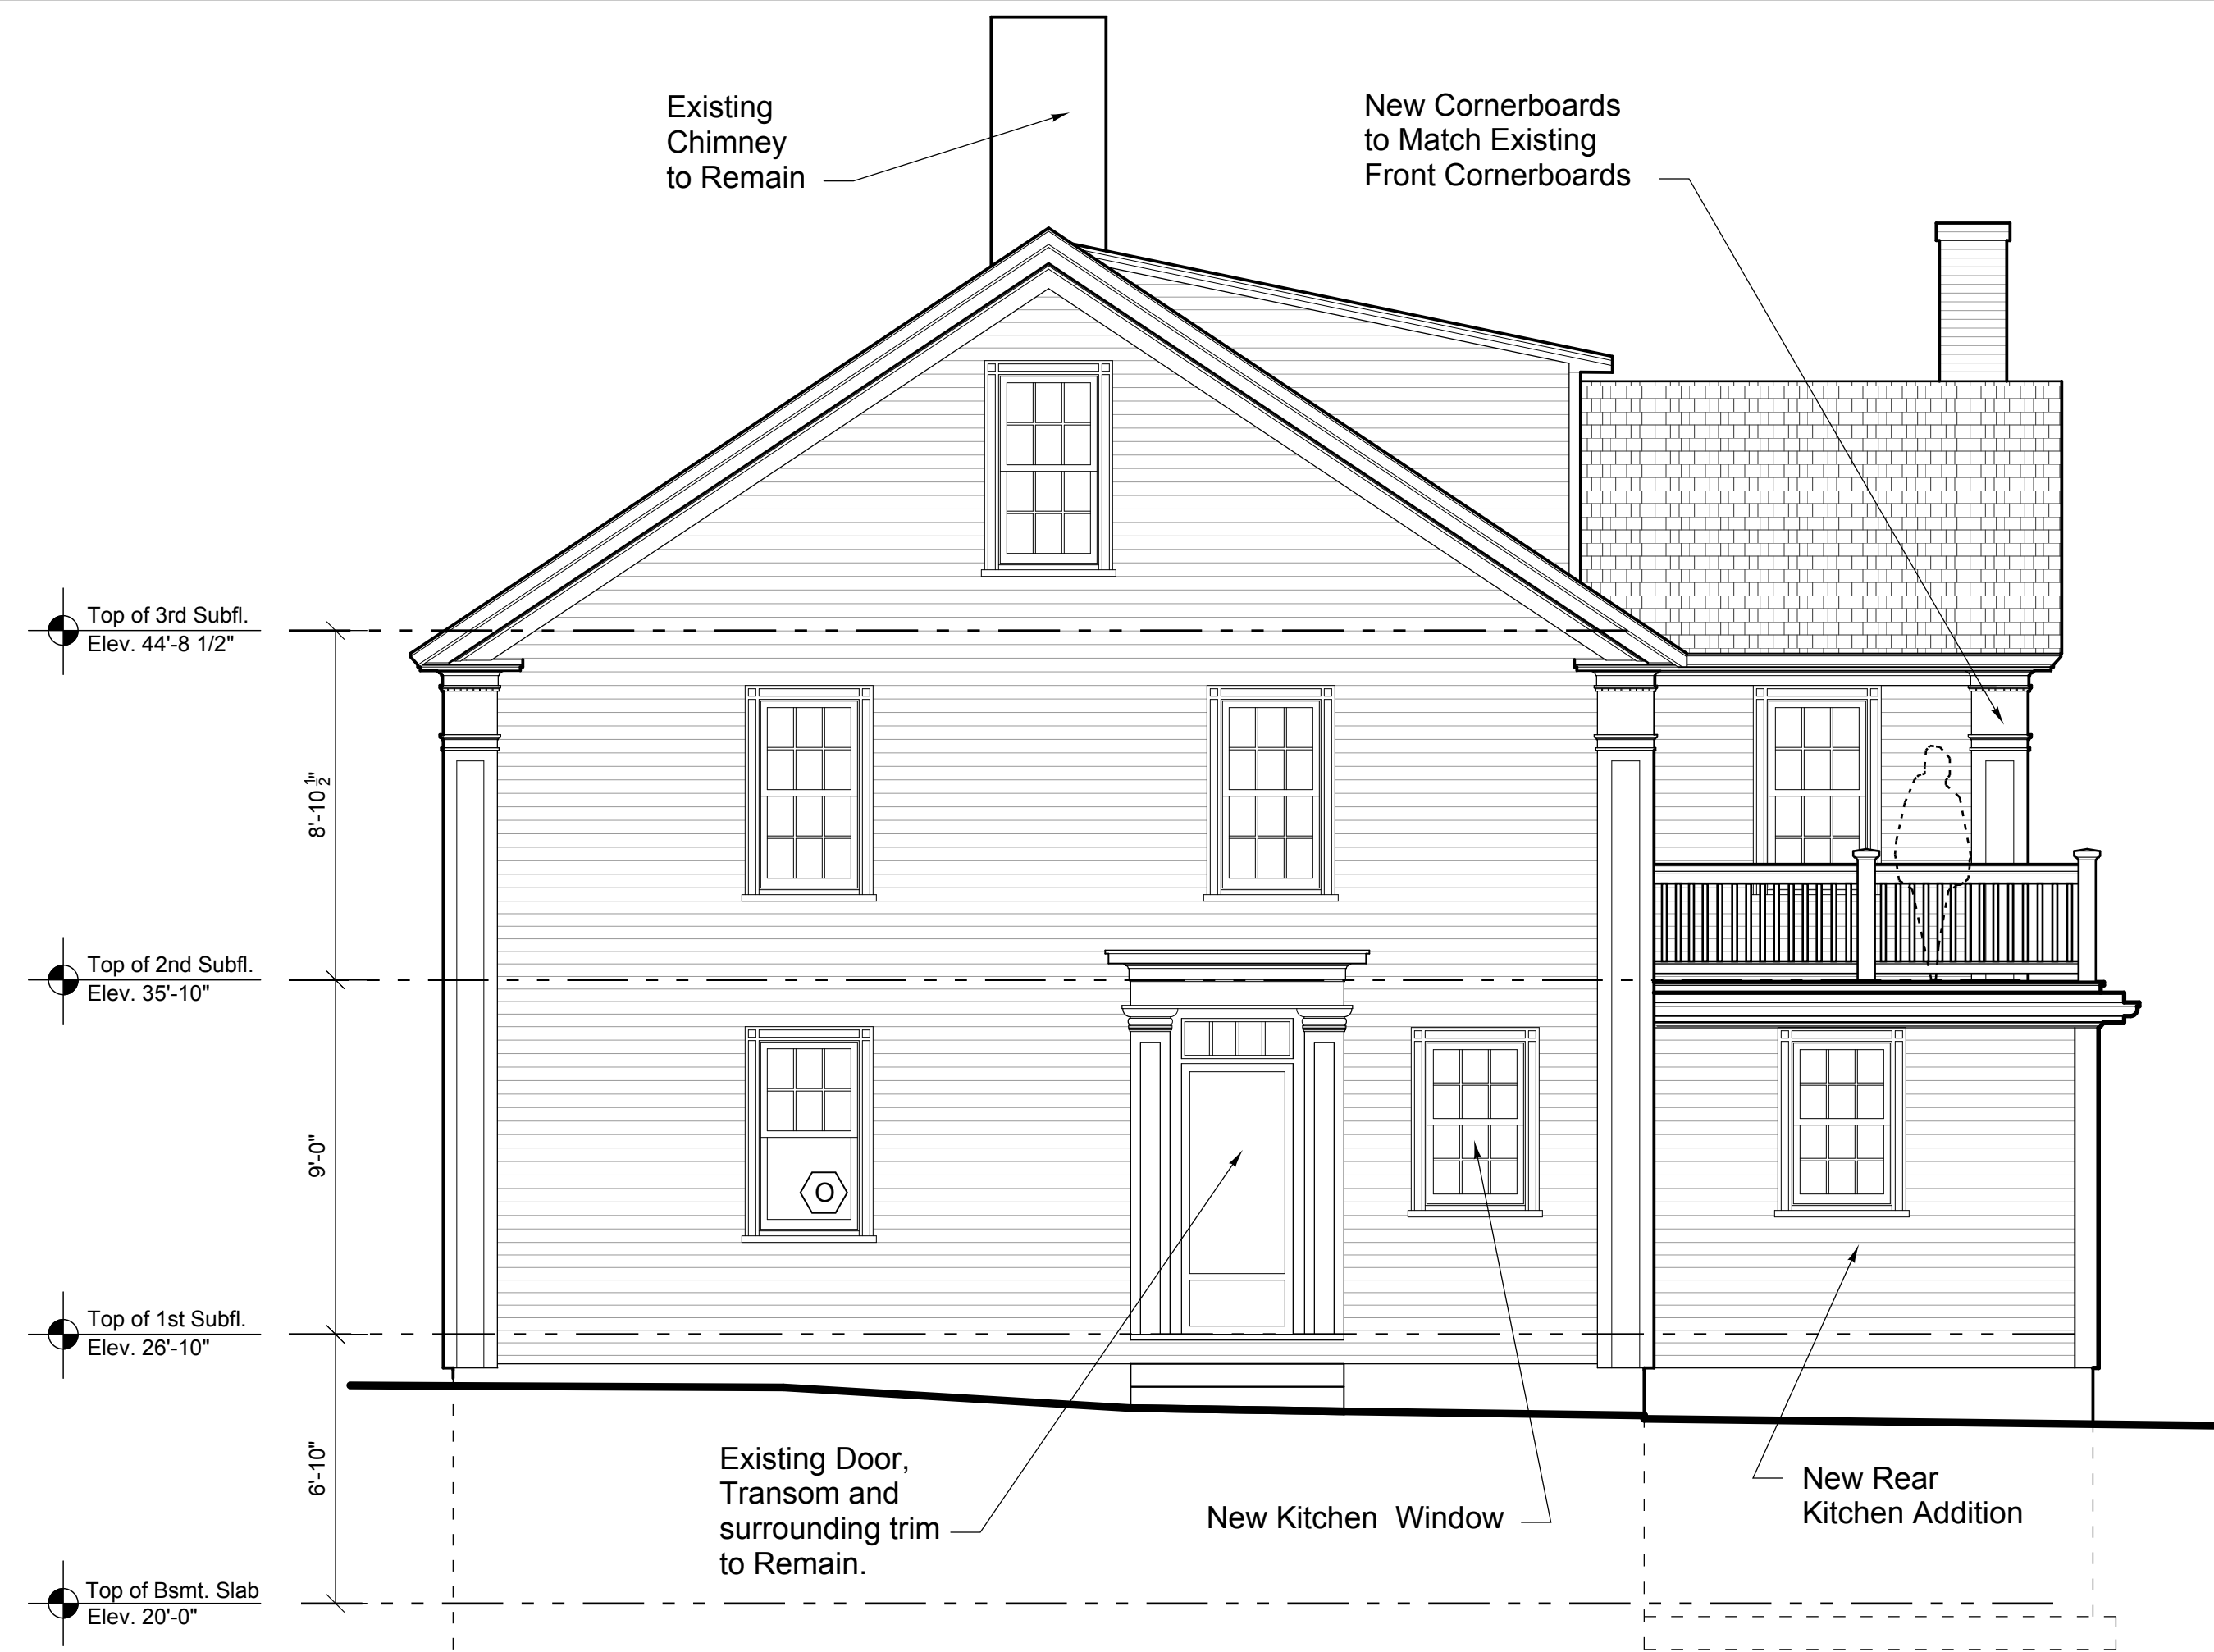 Existing
Chimney
to Remain
New Cornerboards
to Match Existing
Front Cornerboards
Top of 3rd Subfl.
Elev. 44'-8 1/2"
8'-10 1/2"
Top of 2nd Subfl.
Elev. 35'-10"
9'-0"
O
Top of 1st Subfl.
Elev. 26'-10"
6'-10"
Existing Door,
Transom and
surrounding trim
to Remain.
New Kitchen Window
New Rear
Kitchen Addition
Top of Bsmt. Slab
Elev. 20'-0"